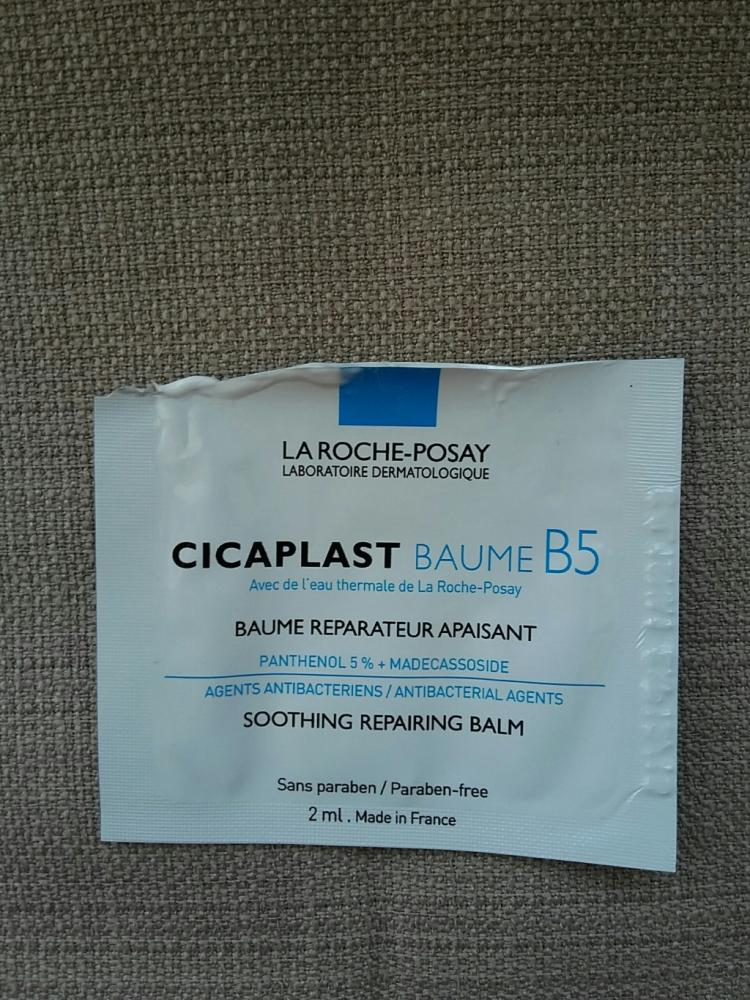 LA ROCHE-POSAY
LABORATOIRE DERMATOLOGIQUE
CICAPLAST BAUME B5
Avec de l'eau thermale de La Roche-Posay
BAUME REPARATEUR APAISANT
PANTHENOL 5 % + MADECASSOSIDE
AGENTS ANTIBACTERIENS / ANTIBACTERIAL AGENTS
SOOTHING REPAIRING BALM
Sans paraben / Paraben-free
2 ml . Made in France